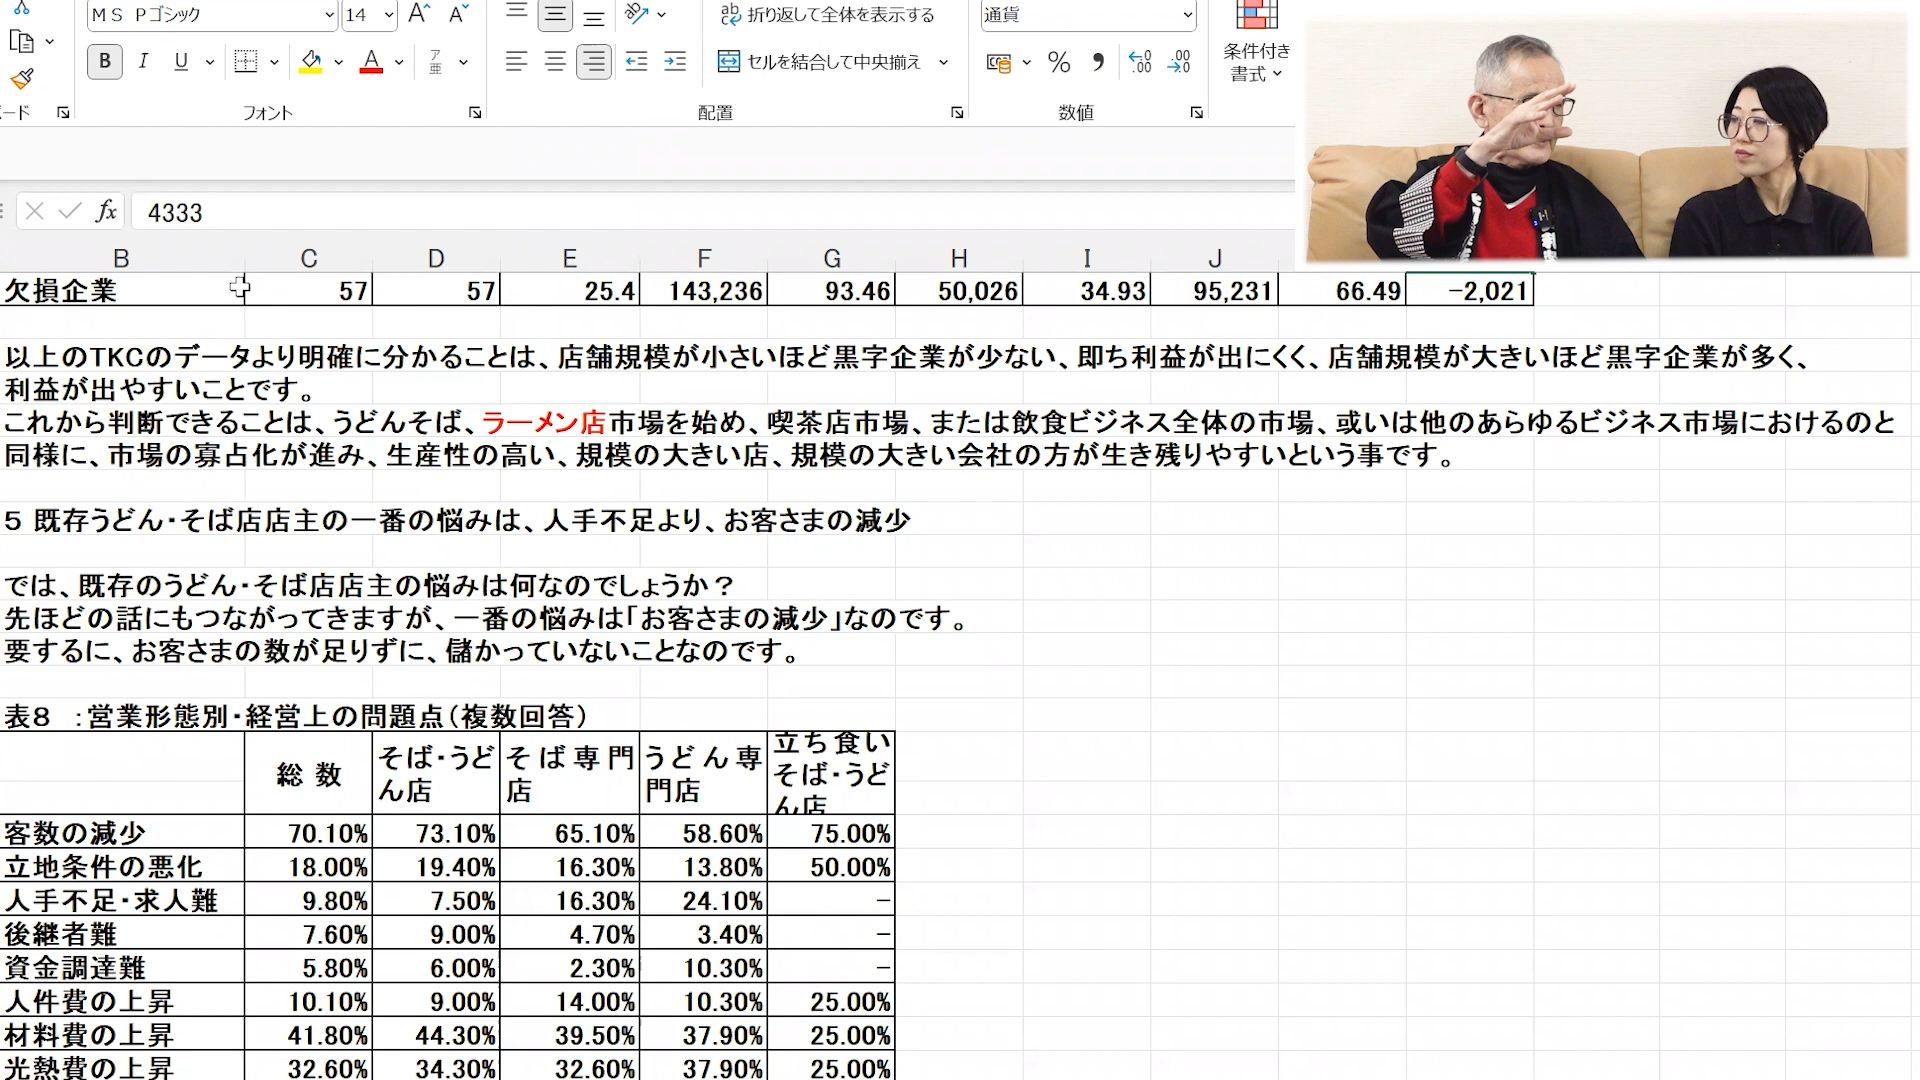 MS Pゴシック 14 折り返して全体を表示する 通貨
B I U ア亜 セルを結合して中央揃え 条件付き書式
ード フォント 配置 数値
fx 4333
B C D E F G H I J
欠損企業 57 57 25.4 143,236 93.46 50,026 34.93 95,231 66.49 −2,021
以上のTKCのデータより明確に分かることは、店舗規模が小さいほど黒字企業が少ない、即ち利益が出にくく、店舗規模が大きいほど黒字企業が多く、
利益が出やすいことです。
これから判断できることは、うどんそば、ラーメン店市場を始め、喫茶店市場、または飲食ビジネス全体の市場、或いは他のあらゆるビジネス市場におけるのと
同様に、市場の寡占化が進み、生産性の高い、規模の大きい店、規模の大きい会社の方が生き残りやすいという事です。
5 既存うどん・そば店店主の一番の悩みは、人手不足より、お客さまの減少
では、既存のうどん・そば店店主の悩みは何なのでしょうか？
先ほどの話にもつながってきますが、一番の悩みは「お客さまの減少」なのです。
要するに、お客さまの数が足りずに、儲かっていないことなのです。
表8 ：営業形態別・経営上の問題点（複数回答）
総数 そば・うどん店 そば専門店 うどん専門店 立ち食いそば・うどん店
客数の減少 70.10% 73.10% 65.10% 58.60% 75.00%
立地条件の悪化 18.00% 19.40% 16.30% 13.80% 50.00%
人手不足・求人難 9.80% 7.50% 16.30% 24.10% −
後継者難 7.60% 9.00% 4.70% 3.40% −
資金調達難 5.80% 6.00% 2.30% 10.30% −
人件費の上昇 10.10% 9.00% 14.00% 10.30% 25.00%
材料費の上昇 41.80% 44.30% 39.50% 37.90% 25.00%
光熱費の上昇 32.60% 34.30% 32.60% 37.90% 25.00%